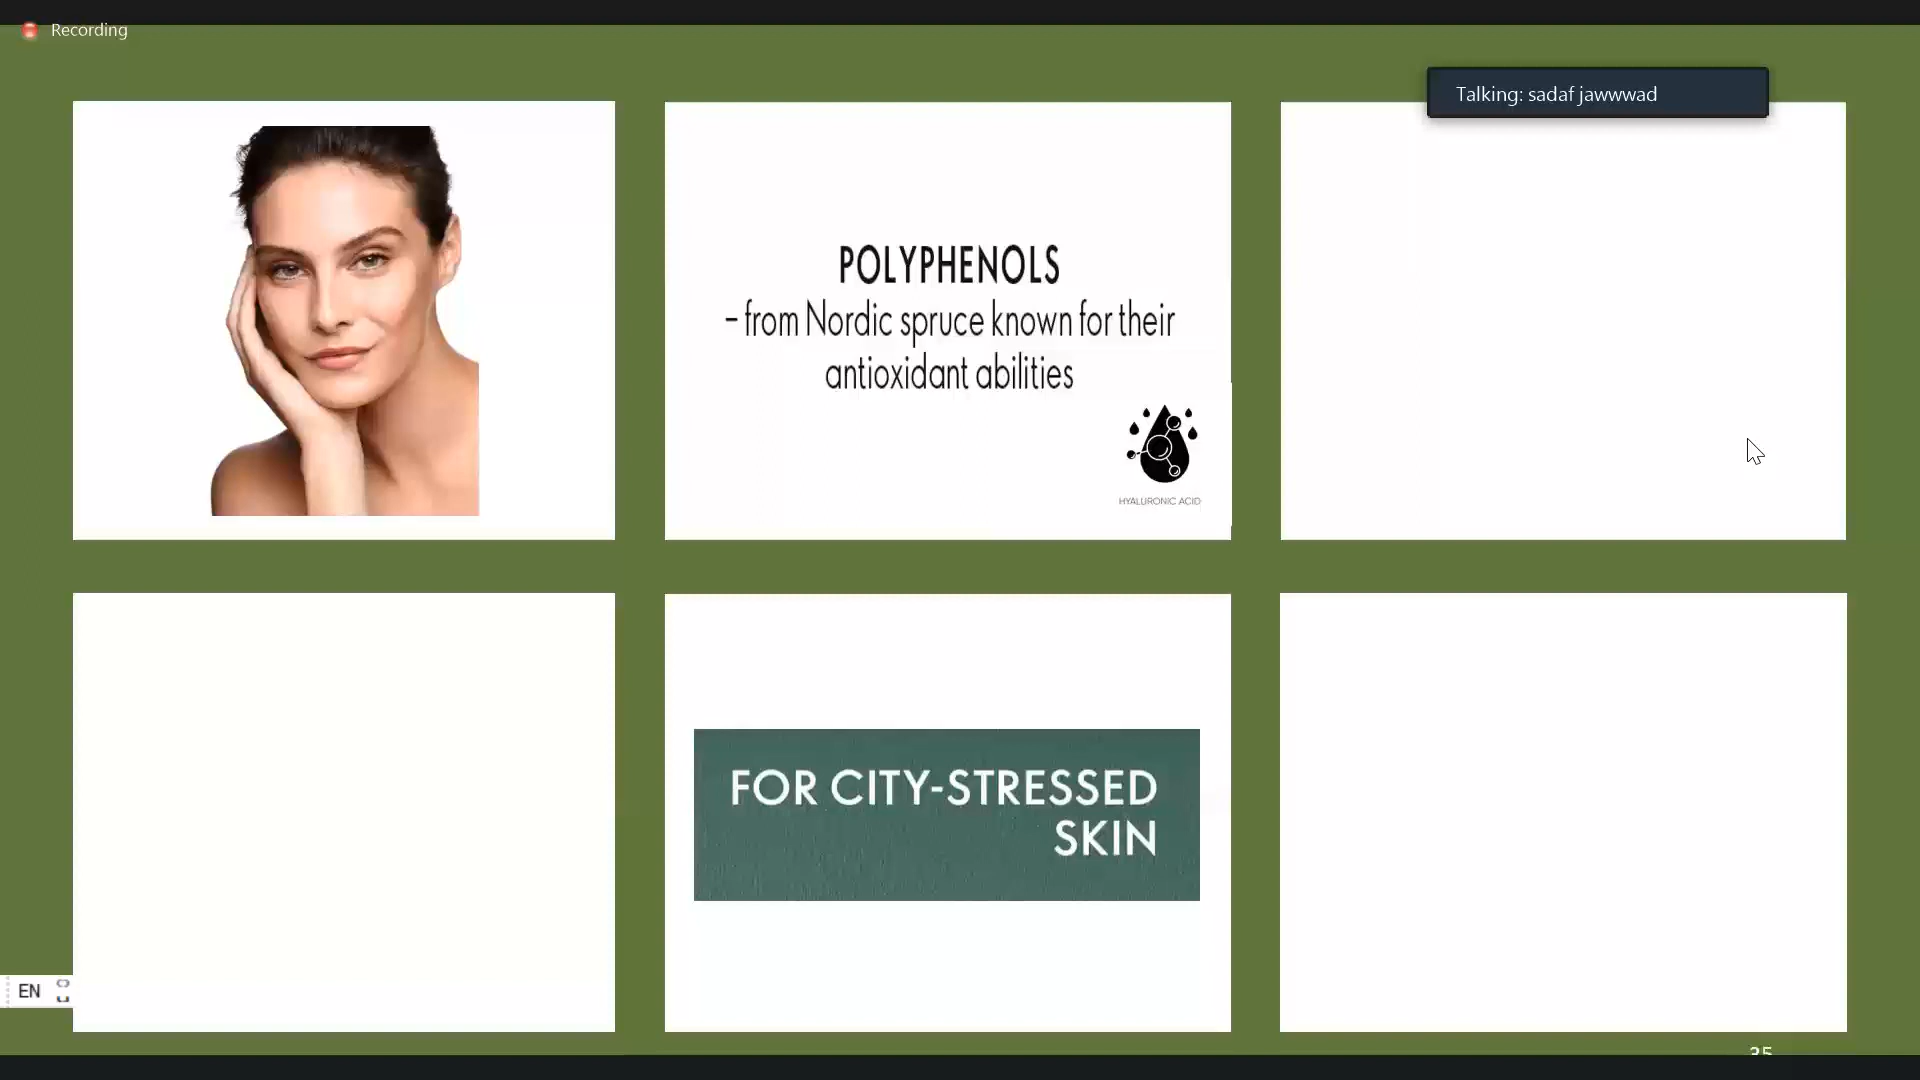 Recording
Talking: sadaf jawwwad
POLYPHENOLS
– from Nordic spruce known for their
antioxidant abilities
HYALURONIC ACID
FOR CITY-STRESSED
SKIN
EN
35